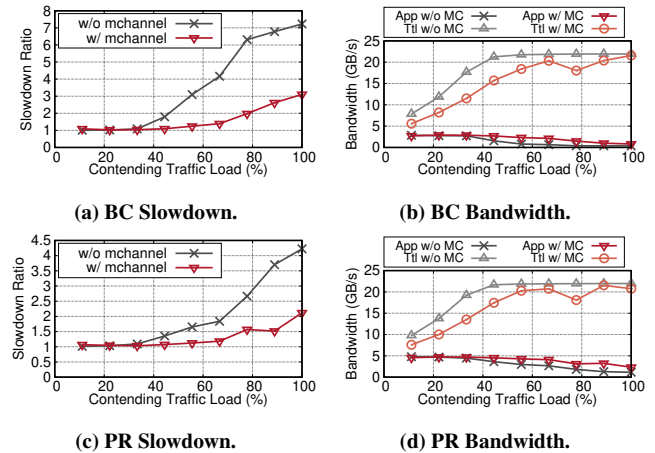 w/o mchannel
w/ mchannel
Slowdown Ratio
8
7
6
5
4
3
2
1
0
0 20 40 60 80 100
Contending Traffic Load (%)
(a) BC Slowdown.
App w/o MC App w/ MC
Ttl w/o MC Ttl w/ MC
Bandwidth (GB/s)
25
20
15
10
5
0
0 20 40 60 80 100
Contending Traffic Load (%)
(b) BC Bandwidth.
w/o mchannel
w/ mchannel
Slowdown Ratio
4.5
4
3.5
3
2.5
2
1.5
1
0.5
0
0 20 40 60 80 100
Contending Traffic Load (%)
(c) PR Slowdown.
App w/o MC App w/ MC
Ttl w/o MC Ttl w/ MC
Bandwidth (GB/s)
25
20
15
10
5
0
0 20 40 60 80 100
Contending Traffic Load (%)
(d) PR Bandwidth.